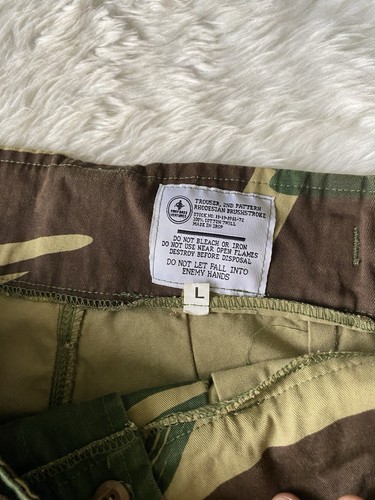 TROUSER, 2ND PATTERN
RHODESIAN BRUSHSTROKE
100% COTTON TWILL
MADE IN
DO NOT BLEACH OR IRON
DO NOT USE NEAR OPEN FLAMES
DESTROY BEFORE DISPOSAL
DO NOT LET FALL INTO
ENEMY HANDS
L